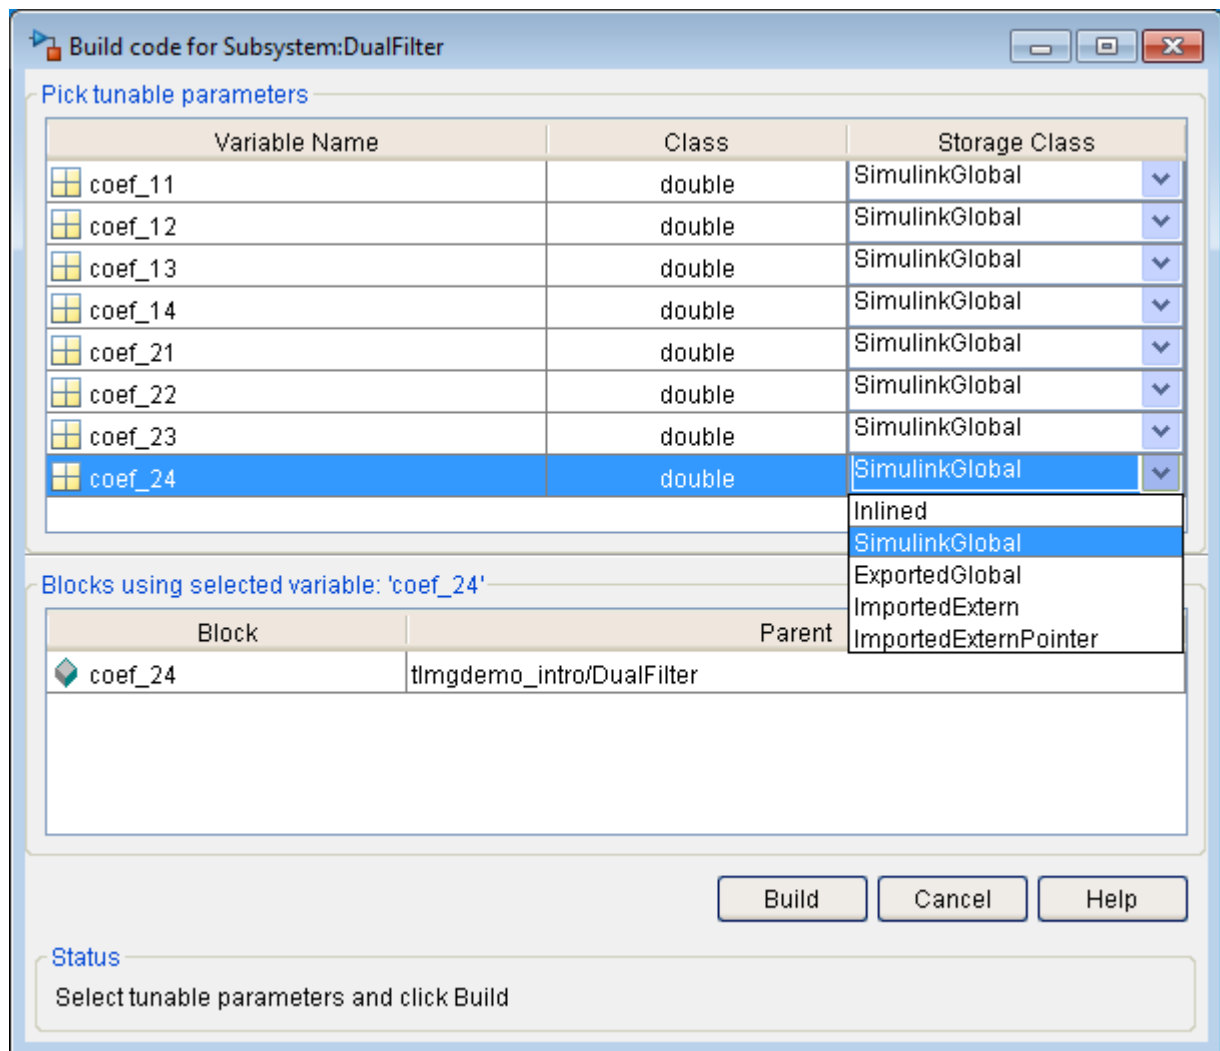 Build code for Subsystem:DualFilter
Pick tunable parameters
Variable Name Class Storage Class
coef_11 double SimulinkGlobal
coef_12 double SimulinkGlobal
coef_13 double SimulinkGlobal
coef_14 double SimulinkGlobal
coef_21 double SimulinkGlobal
coef_22 double SimulinkGlobal
coef_23 double SimulinkGlobal
coef_24 double SimulinkGlobal
Inlined
SimulinkGlobal
ExportedGlobal
ImportedExtern
ImportedExternPointer
Blocks using selected variable: 'coef_24'
Block Parent
coef_24 tlmgdemo_intro/DualFilter
Build Cancel Help
Status
Select tunable parameters and click Build